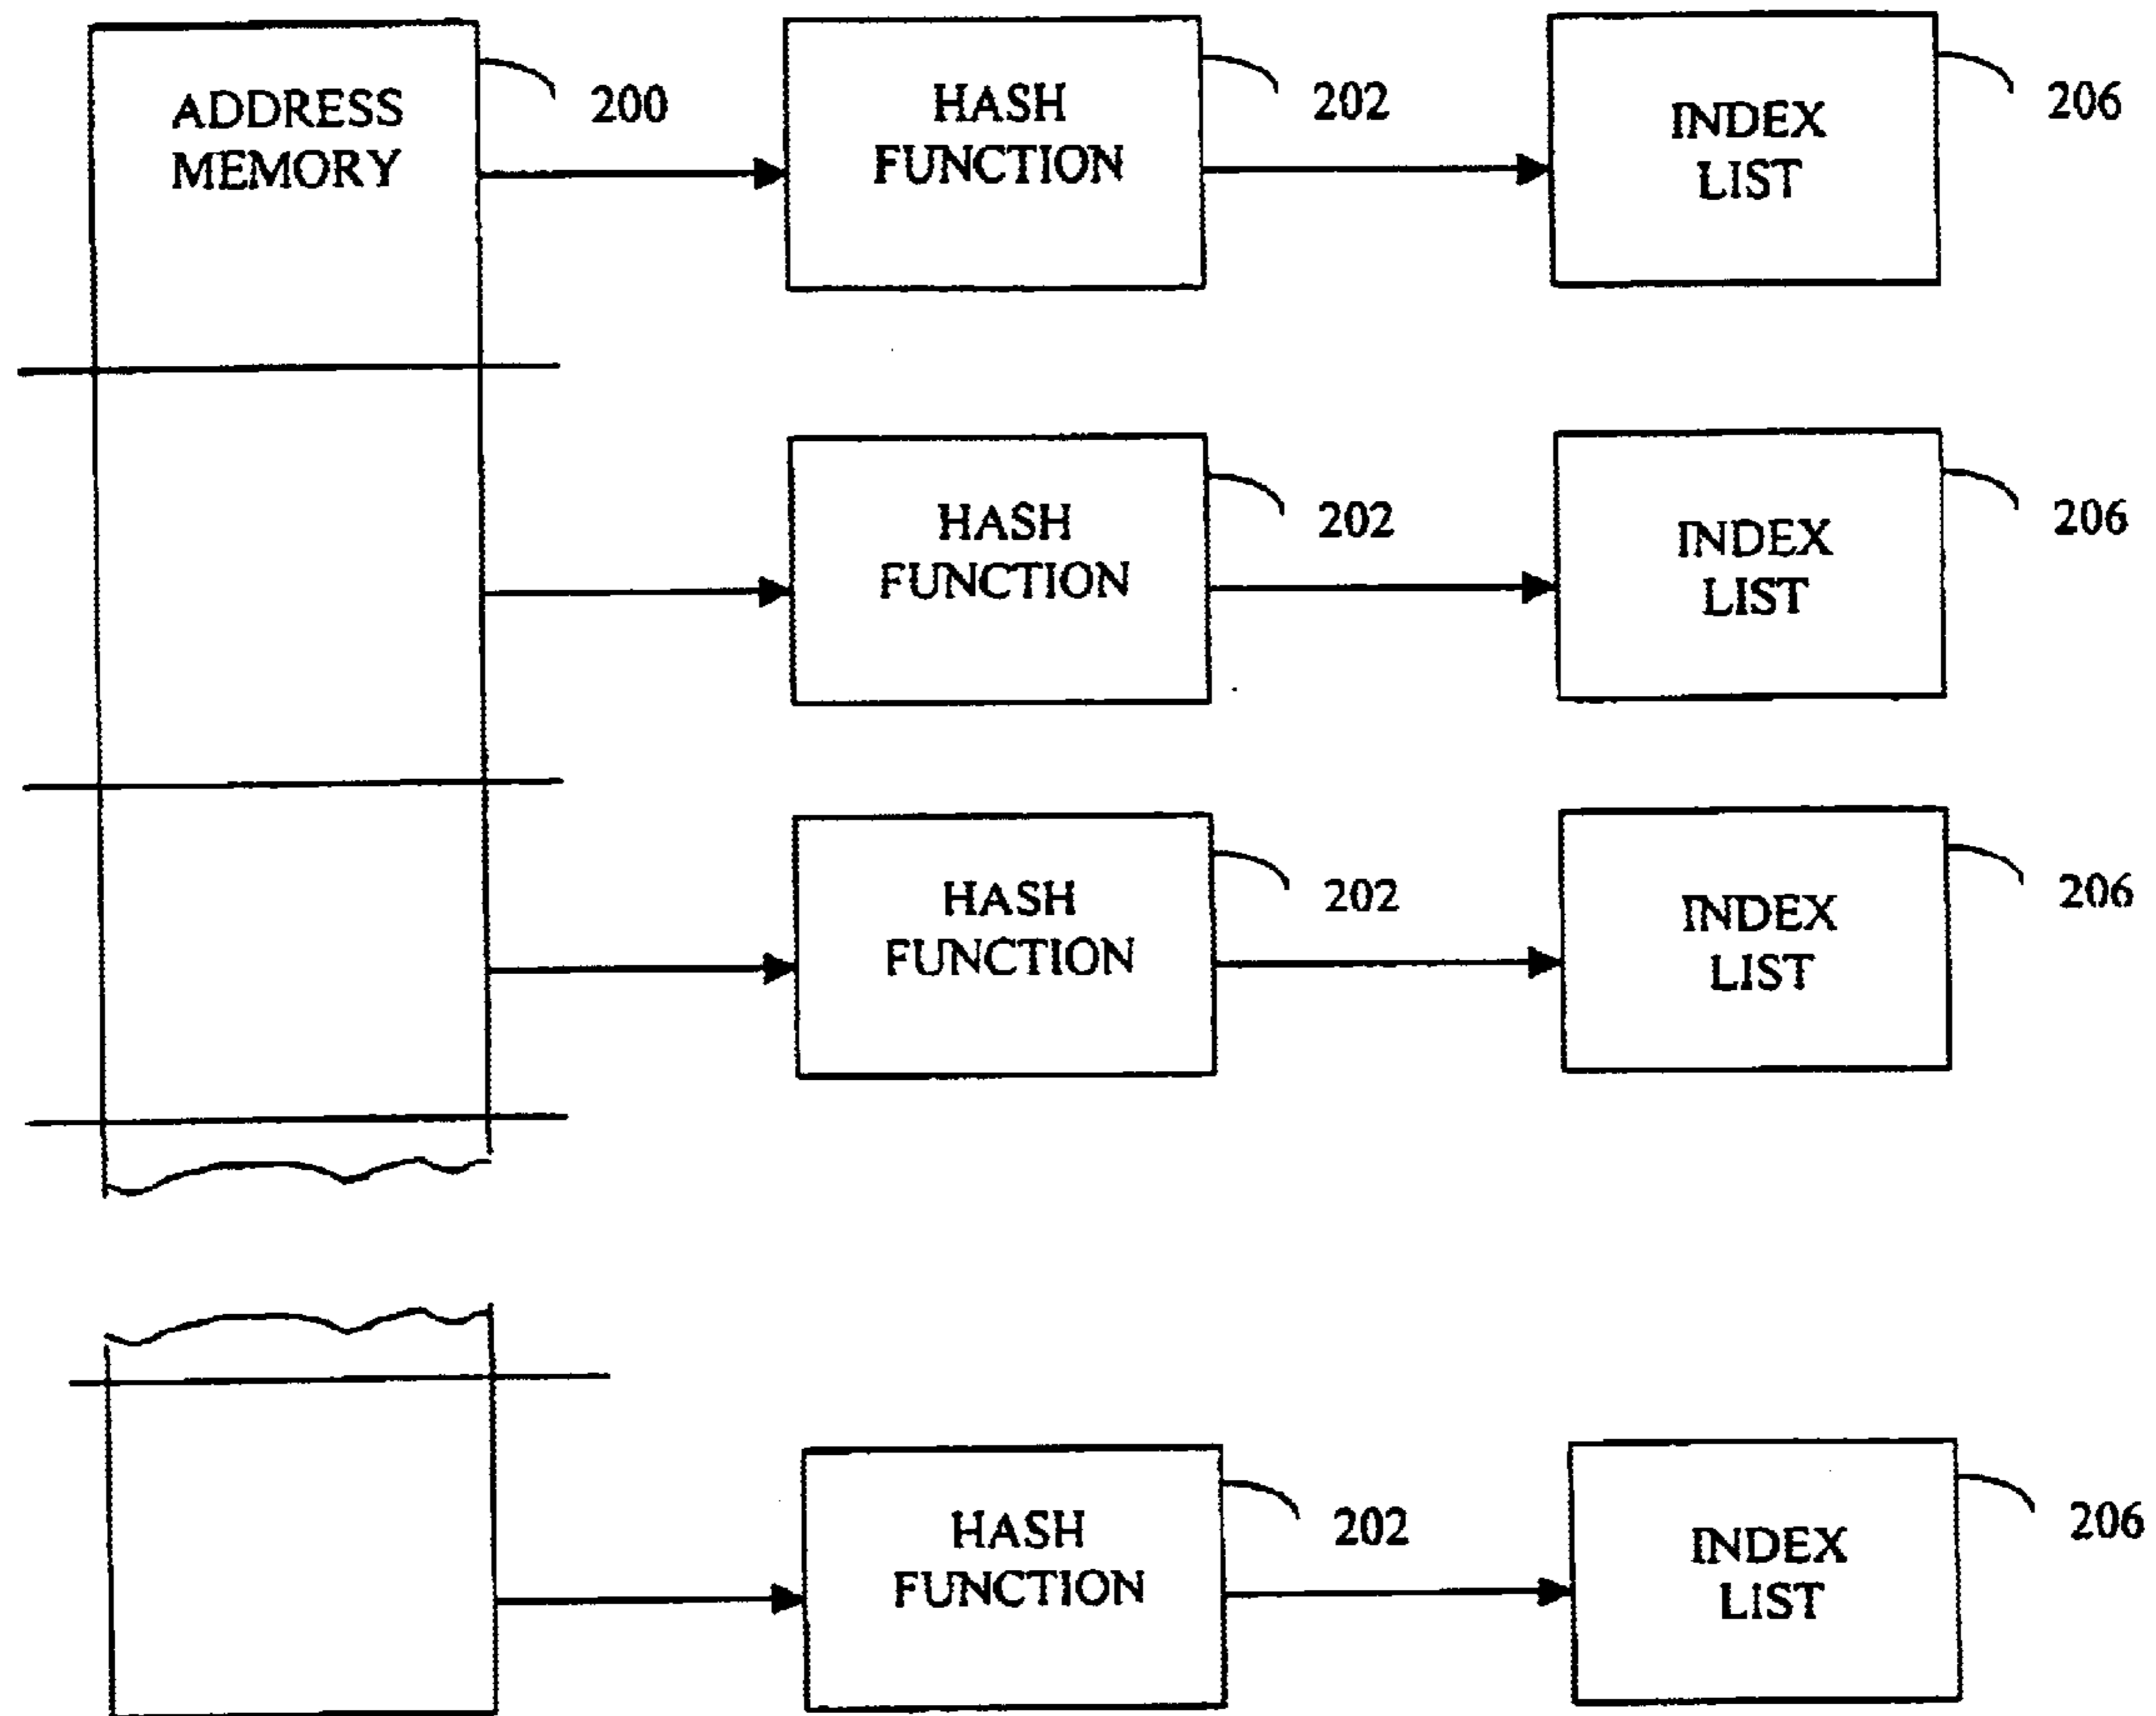 ADDRESS
MEMORY
200
HASH
FUNCTION
202
INDEX
LIST
206
HASH
FUNCTION
202
INDEX
LIST
206
HASH
FUNCTION
202
INDEX
LIST
206
HASH
FUNCTION
202
INDEX
LIST
206